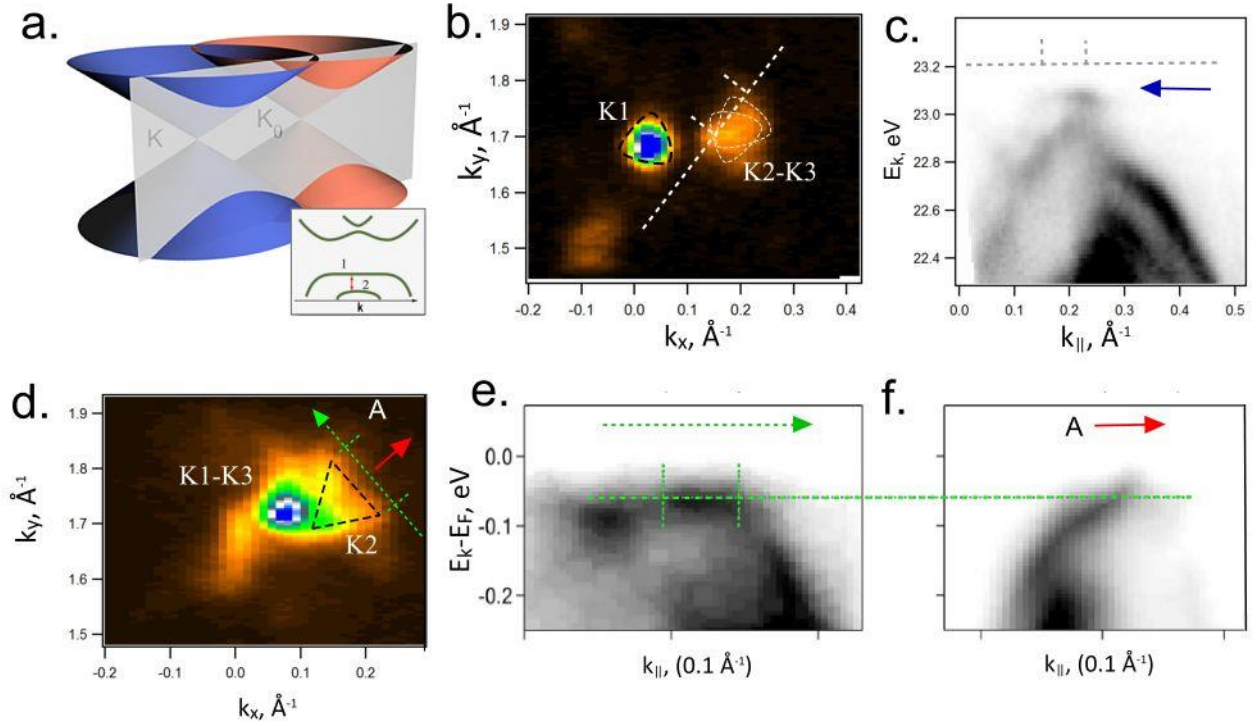 a.
K
K0
1
2
k
b.
1.9
1.8
1.7
1.6
1.5
ky, Å-1
K1
K2-K3
-0.2
-0.1
0.0
0.1
0.2
0.3
0.4
kx, Å-1
c.
23.2
23.0
22.8
22.6
22.4
Ek, eV
0.0
0.1
0.2
0.3
0.4
0.5
k||, Å-1
d.
1.9
1.8
1.7
1.6
1.5
ky, Å-1
A
K1-K3
K2
-0.2
-0.1
0.0
0.1
0.2
kx, Å-1
e.
0.0
-0.1
-0.2
Ek-EF, eV
k||, (0.1 Å-1)
f.
A
k||, (0.1 Å-1)